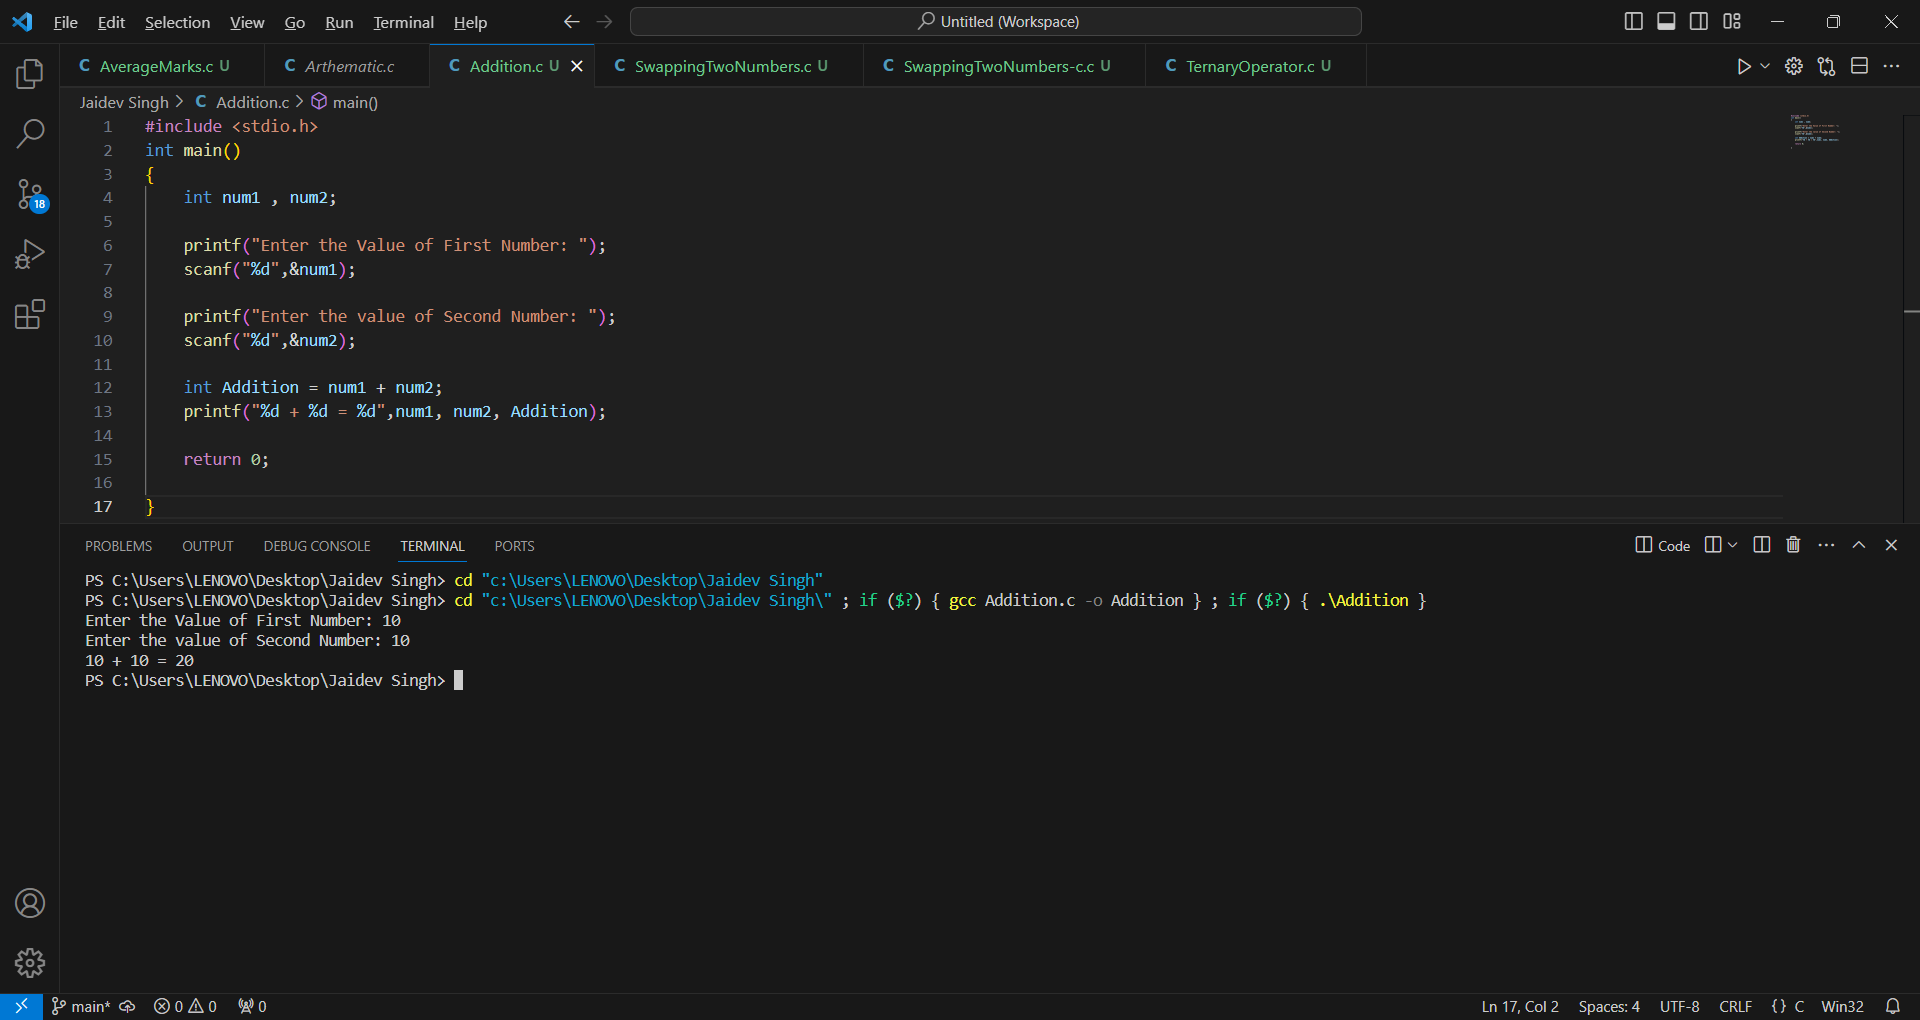 File Edit Selection View Go Run Terminal Help Untitled (Workspace)
C AverageMarks.c U C Arthematic.c C Addition.c U C SwappingTwoNumbers.c U C SwappingTwoNumbers-c.c U C TernaryOperator.c U
Jaidev Singh > C Addition.c > main()
1 #include <stdio.h>
2 int main()
3 {
4 int num1 , num2;
5
6 printf("Enter the Value of First Number: ");
7 scanf("%d",&num1);
8
9 printf("Enter the value of Second Number: ");
10 scanf("%d",&num2);
11
12 int Addition = num1 + num2;
13 printf("%d + %d = %d",num1, num2, Addition);
14
15 return 0;
16
17 }
18
PROBLEMS OUTPUT DEBUG CONSOLE TERMINAL PORTS Code
PS C:\Users\LENOVO\Desktop\Jaidev Singh> cd "c:\Users\LENOVO\Desktop\Jaidev Singh"
PS C:\Users\LENOVO\Desktop\Jaidev Singh> cd "c:\Users\LENOVO\Desktop\Jaidev Singh\" ; if ($?) { gcc Addition.c -o Addition } ; if ($?) { .\Addition }
Enter the Value of First Number: 10
Enter the value of Second Number: 10
10 + 10 = 20
PS C:\Users\LENOVO\Desktop\Jaidev Singh>
main* 0 0 0 Ln 17, Col 2 Spaces: 4 UTF-8 CRLF {} C Win32